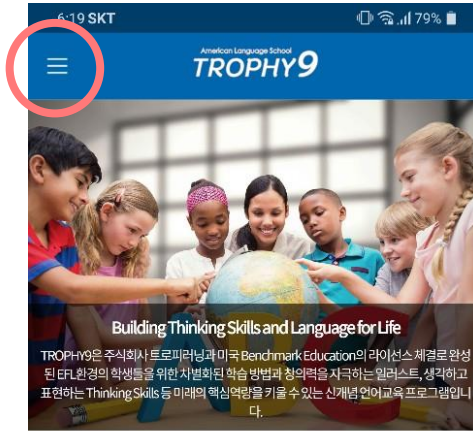 6:19 SKT 79%
American Language School
TROPHY9
ABC
Building Thinking Skills and Language for Life
TROPHY9은 주식회사 트로피러닝과 미국 Benchmark Education의 라이선스 체결로 완성
된 EFL환경의 학생들을 위한 차별화된 학습 방법과 창의력을 자극하는 일러스트, 생각하고
표현하는 Thinking Skills 등 미래의 핵심역량을 키울 수 있는 신개념 언어교육 프로그램입니
다.